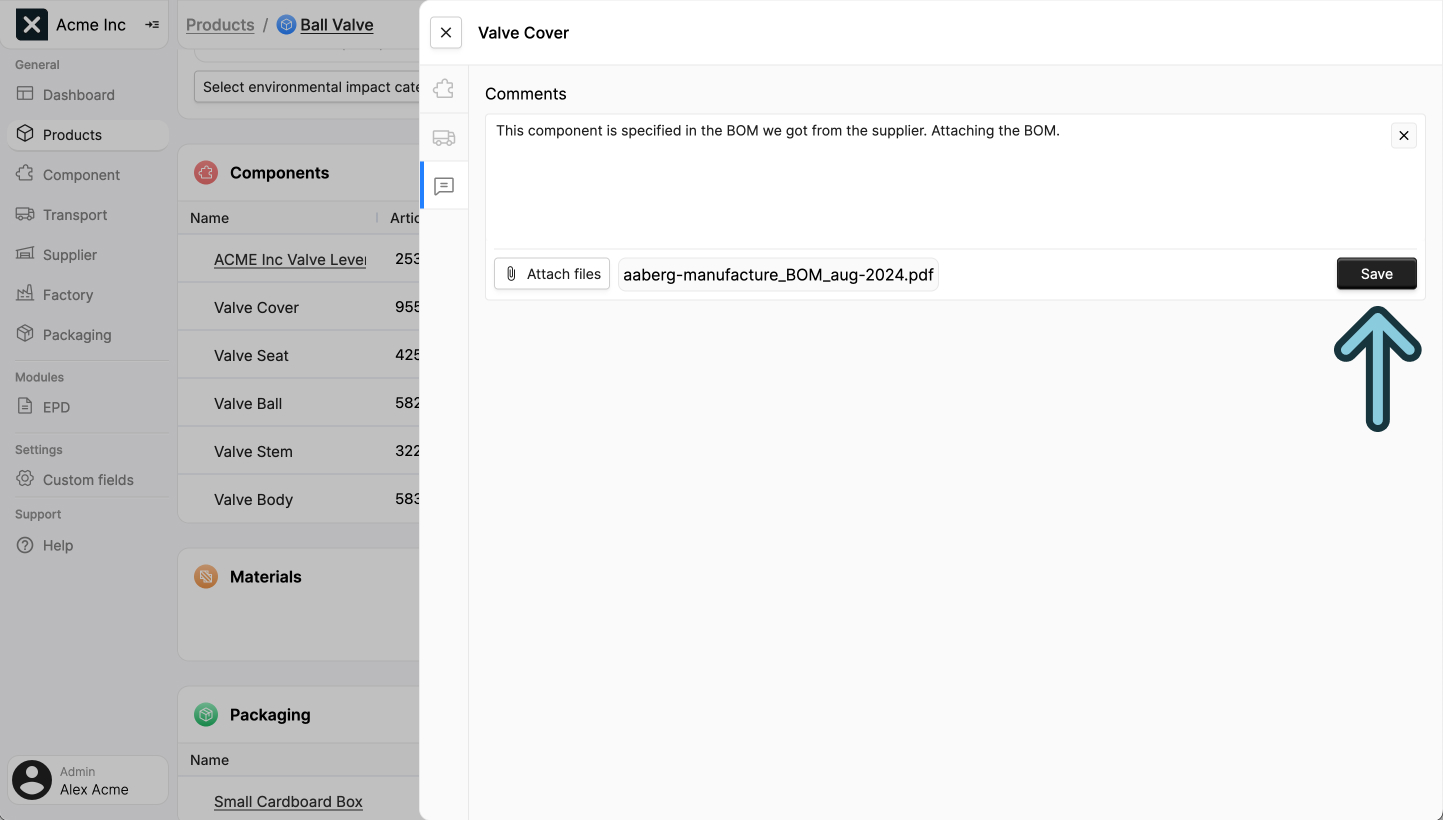 Acme Inc
General
Dashboard
Products
Component
Transport
Supplier
Factory
Packaging
Modules
EPD
Settings
Custom fields
Support
Help
Admin
Alex Acme
Products / Ball Valve
Select environmental impact cate
Components
Name Artic
ACME Inc Valve Lever 253
Valve Cover 955
Valve Seat 425
Valve Ball 582
Valve Stem 322
Valve Body 583
Materials
Packaging
Name
Small Cardboard Box
Valve Cover
Comments
This component is specified in the BOM we got from the supplier. Attaching the BOM.
Attach files aaberg-manufacture_BOM_aug-2024.pdf Save